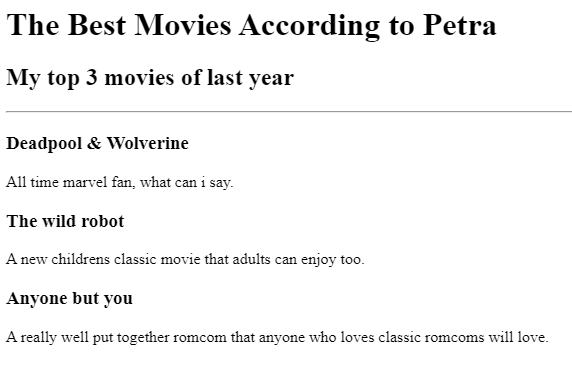 The Best Movies According to Petra
My top 3 movies of last year
Deadpool & Wolverine
All time marvel fan, what can i say.
The wild robot
A new childrens classic movie that adults can enjoy too.
Anyone but you
A really well put together romcom that anyone who loves classic romcoms will love.